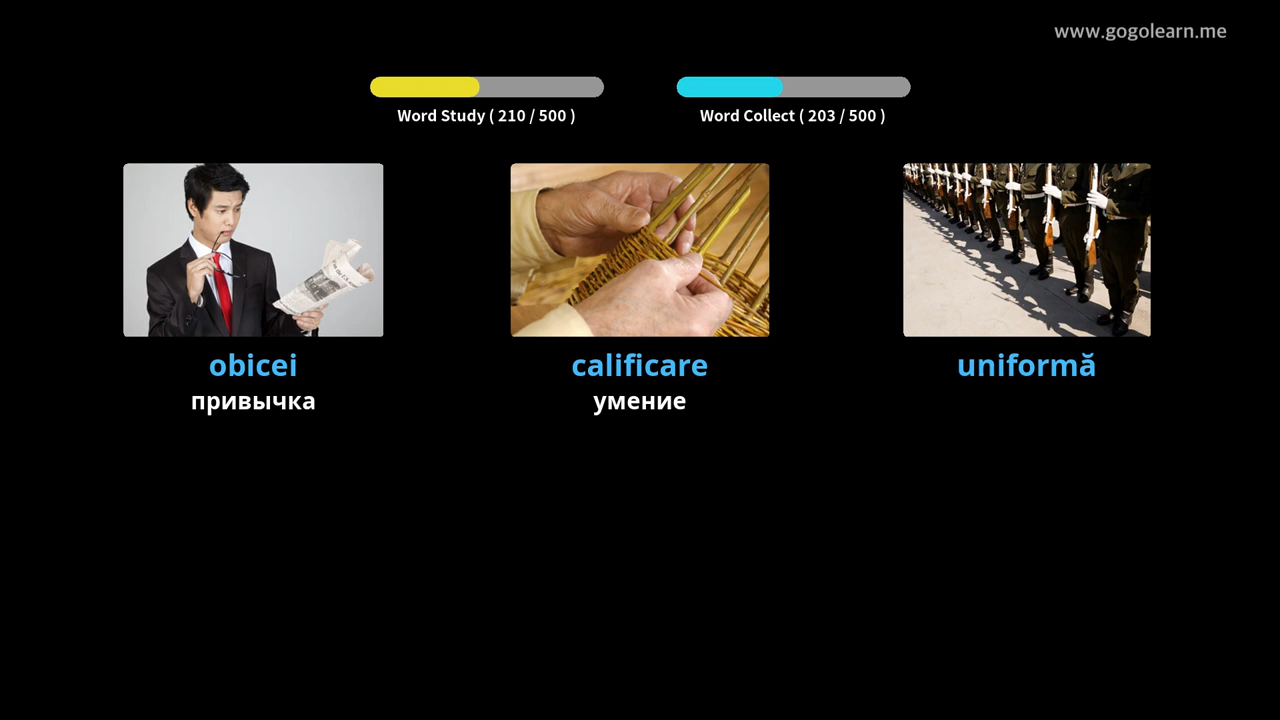 www.gogolearn.me
Word Study ( 210 / 500 )
Word Collect ( 203 / 500 )
obicei
calificare
uniformă
привычка
умение